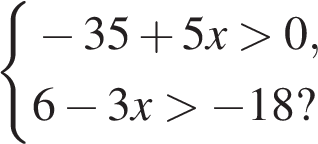 − 35 + 5x > 0,
6 − 3x > −18?